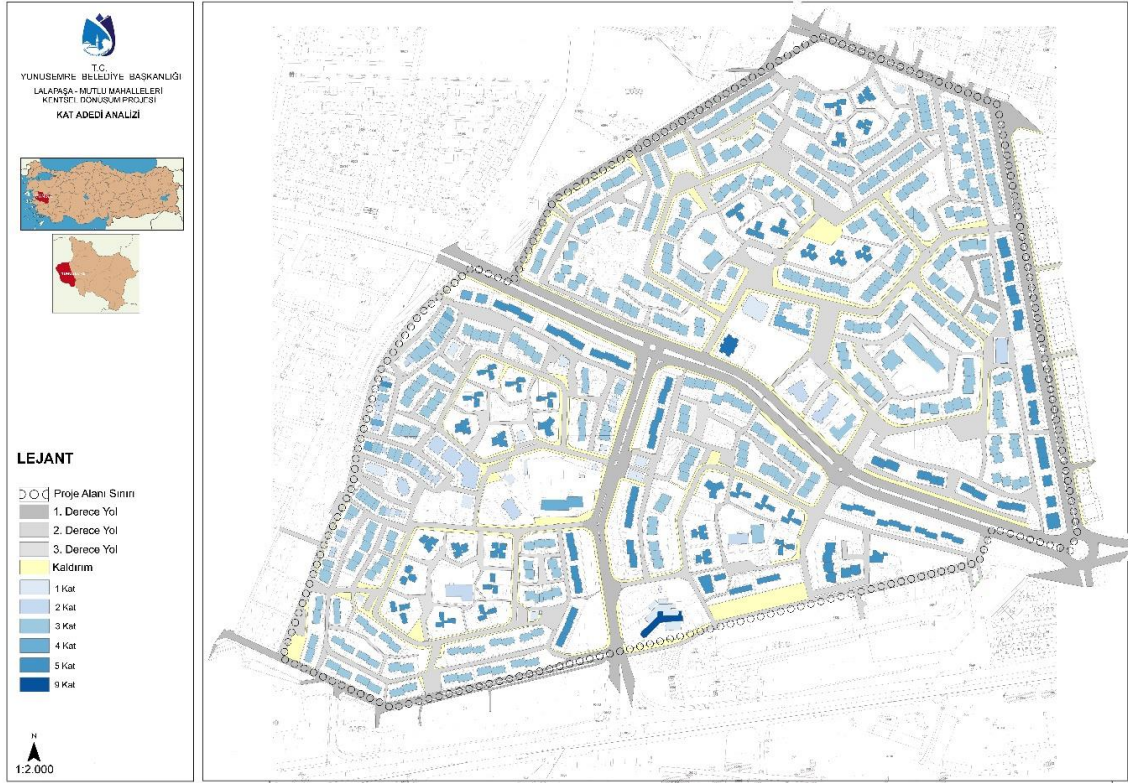 T.C.
YUNUSEMRE BELEDİYE BAŞKANLIĞI
LALAPAŞA - MUTLU MAHALLELERİ
KENTSEL DÖNÜŞÜM PROJESİ
KAT ADEDİ ANALİZİ
LEJANT
Proje Alanı Sınırı
1. Derece Yol
2. Derece Yol
3. Derece Yol
Kaldırım
1 Kat
2 Kat
3 Kat
4 Kat
5 Kat
9 Kat
N
1:2.000